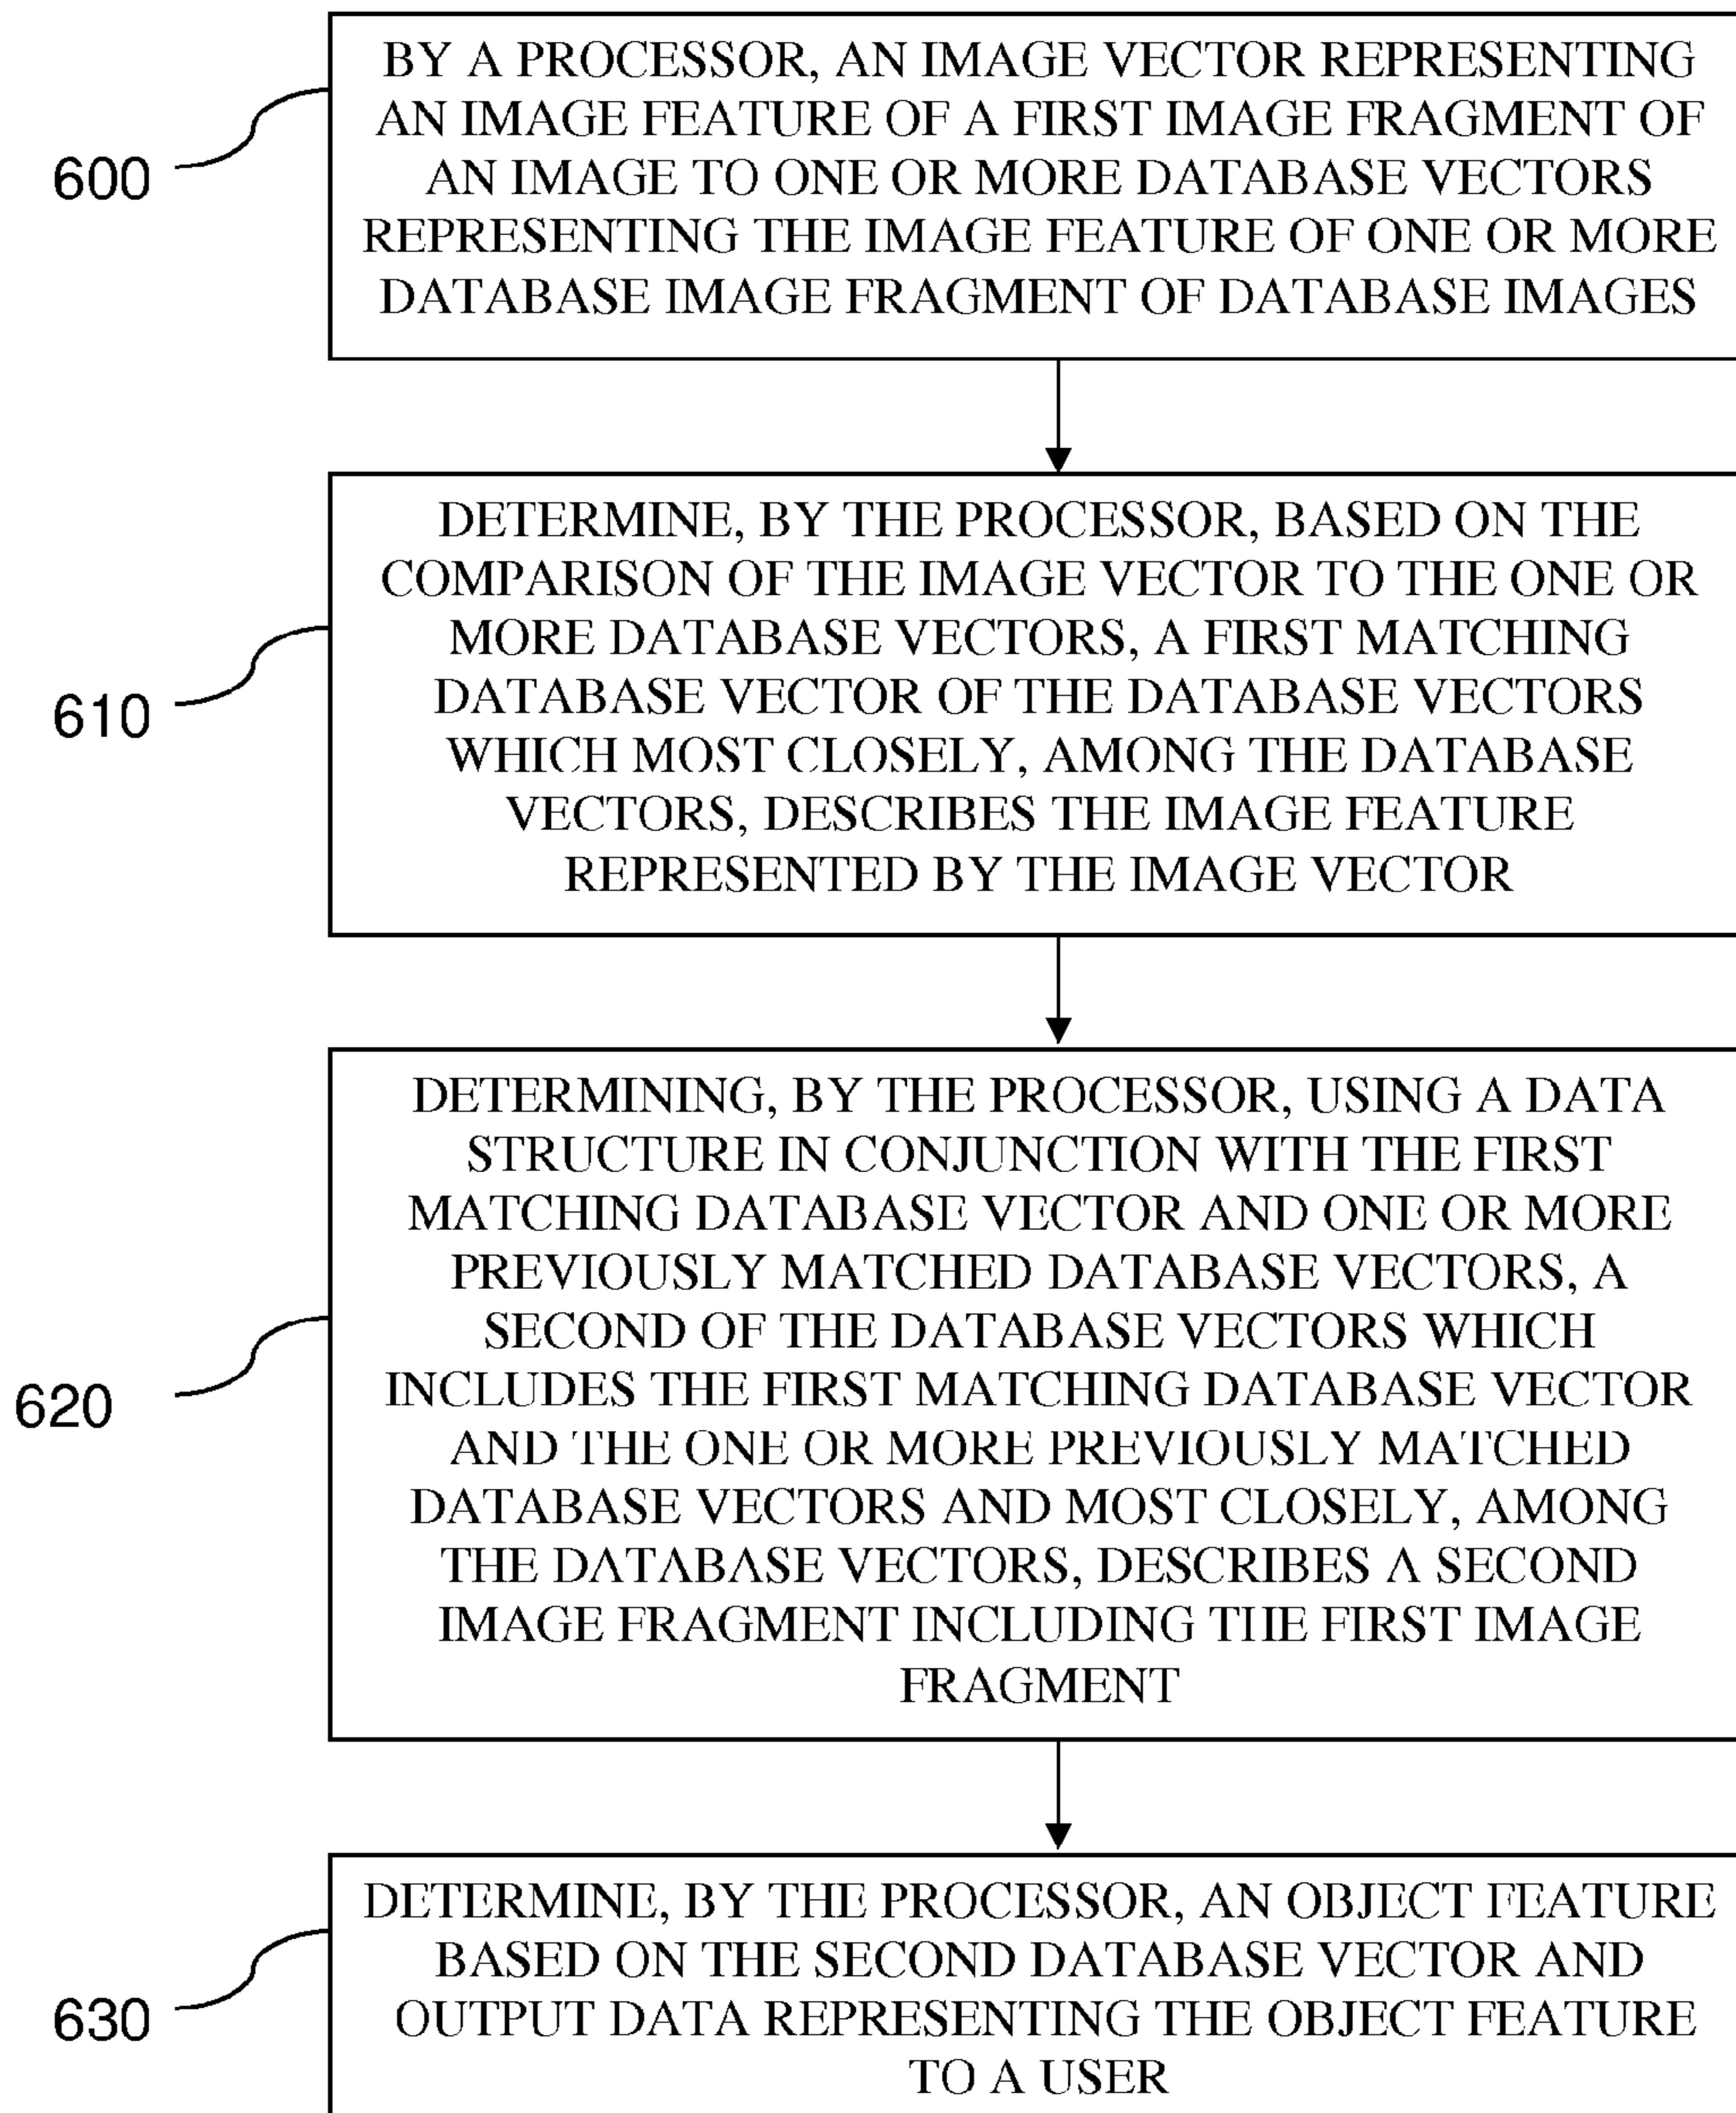 BY A PROCESSOR, AN IMAGE VECTOR REPRESENTING
AN IMAGE FEATURE OF A FIRST IMAGE FRAGMENT OF
AN IMAGE TO ONE OR MORE DATABASE VECTORS
REPRESENTING THE IMAGE FEATURE OF ONE OR MORE
DATABASE IMAGE FRAGMENT OF DATABASE IMAGES
600
DETERMINE, BY THE PROCESSOR, BASED ON THE
COMPARISON OF THE IMAGE VECTOR TO THE ONE OR
MORE DATABASE VECTORS, A FIRST MATCHING
DATABASE VECTOR OF THE DATABASE VECTORS
WHICH MOST CLOSELY, AMONG THE DATABASE
VECTORS, DESCRIBES THE IMAGE FEATURE
REPRESENTED BY THE IMAGE VECTOR
610
DETERMINING, BY THE PROCESSOR, USING A DATA
STRUCTURE IN CONJUNCTION WITH THE FIRST
MATCHING DATABASE VECTOR AND ONE OR MORE
PREVIOUSLY MATCHED DATABASE VECTORS, A
SECOND OF THE DATABASE VECTORS WHICH
INCLUDES THE FIRST MATCHING DATABASE VECTOR
AND THE ONE OR MORE PREVIOUSLY MATCHED
DATABASE VECTORS AND MOST CLOSELY, AMONG
THE DATABASE VECTORS, DESCRIBES A SECOND
IMAGE FRAGMENT INCLUDING THE FIRST IMAGE
FRAGMENT
620
DETERMINE, BY THE PROCESSOR, AN OBJECT FEATURE
BASED ON THE SECOND DATABASE VECTOR AND
OUTPUT DATA REPRESENTING THE OBJECT FEATURE
TO A USER
630